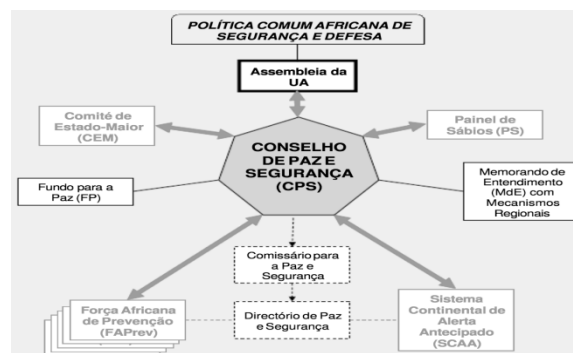 POLÍTICA COMUM AFRICANA DE
SEGURANÇA E DEFESA
Assembleia da
UA
Comité de
Estado-Maior
(CEM)
Painel de
Sábios (PS)
CONSELHO
DE PAZ E
SEGURANÇA
(CPS)
Fundo para a
Paz (FP)
Memorando de
Entendimento
(MdE) com
Mecanismos
Regionais
Comissário para
a Paz e
Segurança
Força Africana
de Prevenção
(FAPrev)
Directório de Paz
e Segurança
Sistema
Continental de
Alerta
Antecipado
(SCAA)